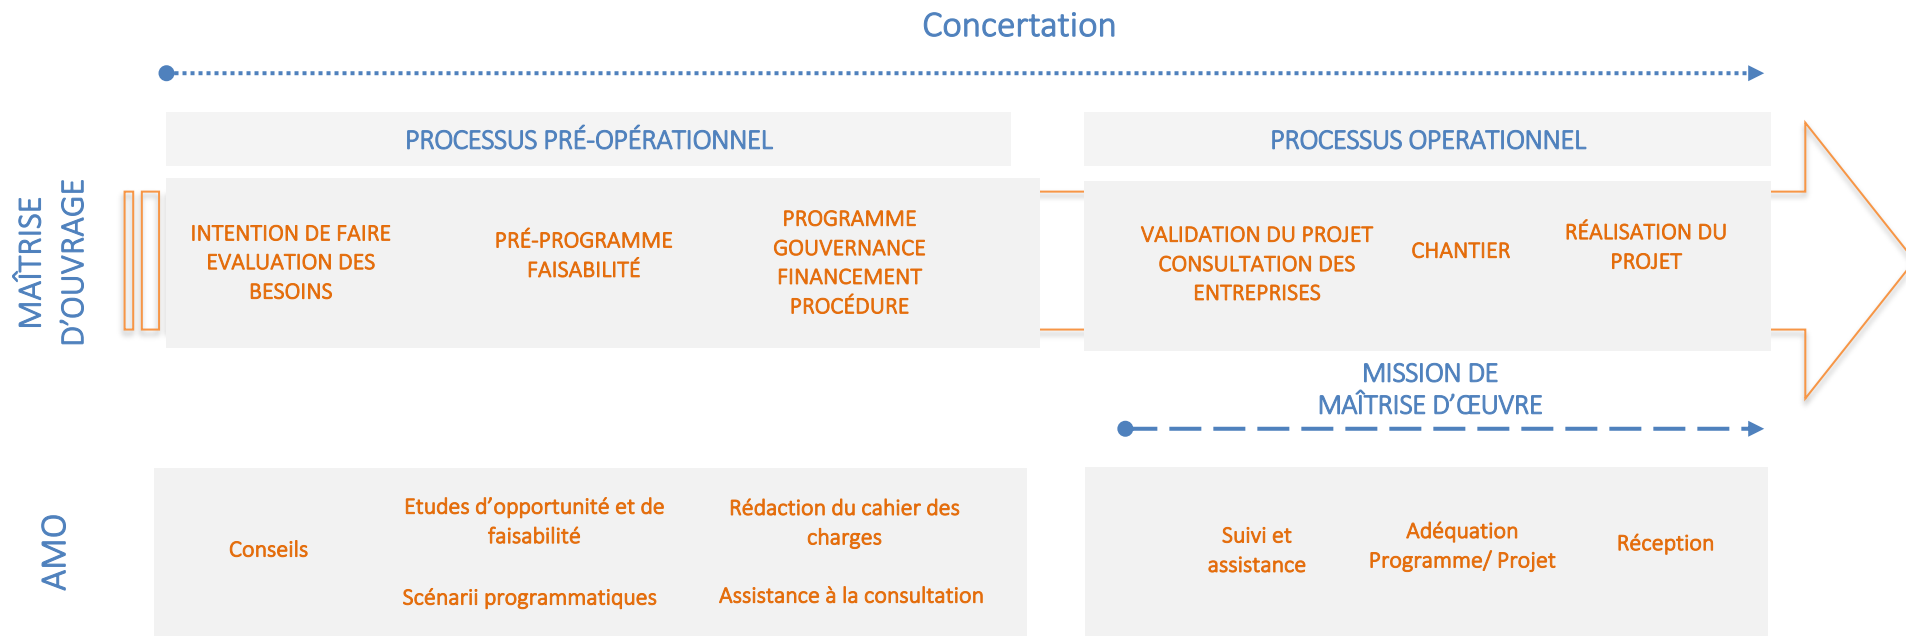 Concertation
PROCESSUS PRÉ-OPÉRATIONNEL
PROCESSUS OPERATIONNEL
MAÎTRISE
D'OUVRAGE
INTENTION DE FAIRE
EVALUATION DES
BESOINS
PRÉ-PROGRAMME
FAISABILITÉ
PROGRAMME
GOUVERNANCE
FINANCEMENT
PROCÉDURE
VALIDATION DU PROJET
CONSULTATION DES
ENTREPRISES
CHANTIER
RÉALISATION DU
PROJET
MISSION DE
MAÎTRISE D'ŒUVRE
AMO
Conseils
Etudes d'opportunité et de
faisabilité
Scénarii programmatiques
Rédaction du cahier des
charges
Assistance à la consultation
Suivi et
assistance
Adéquation
Programme/ Projet
Réception